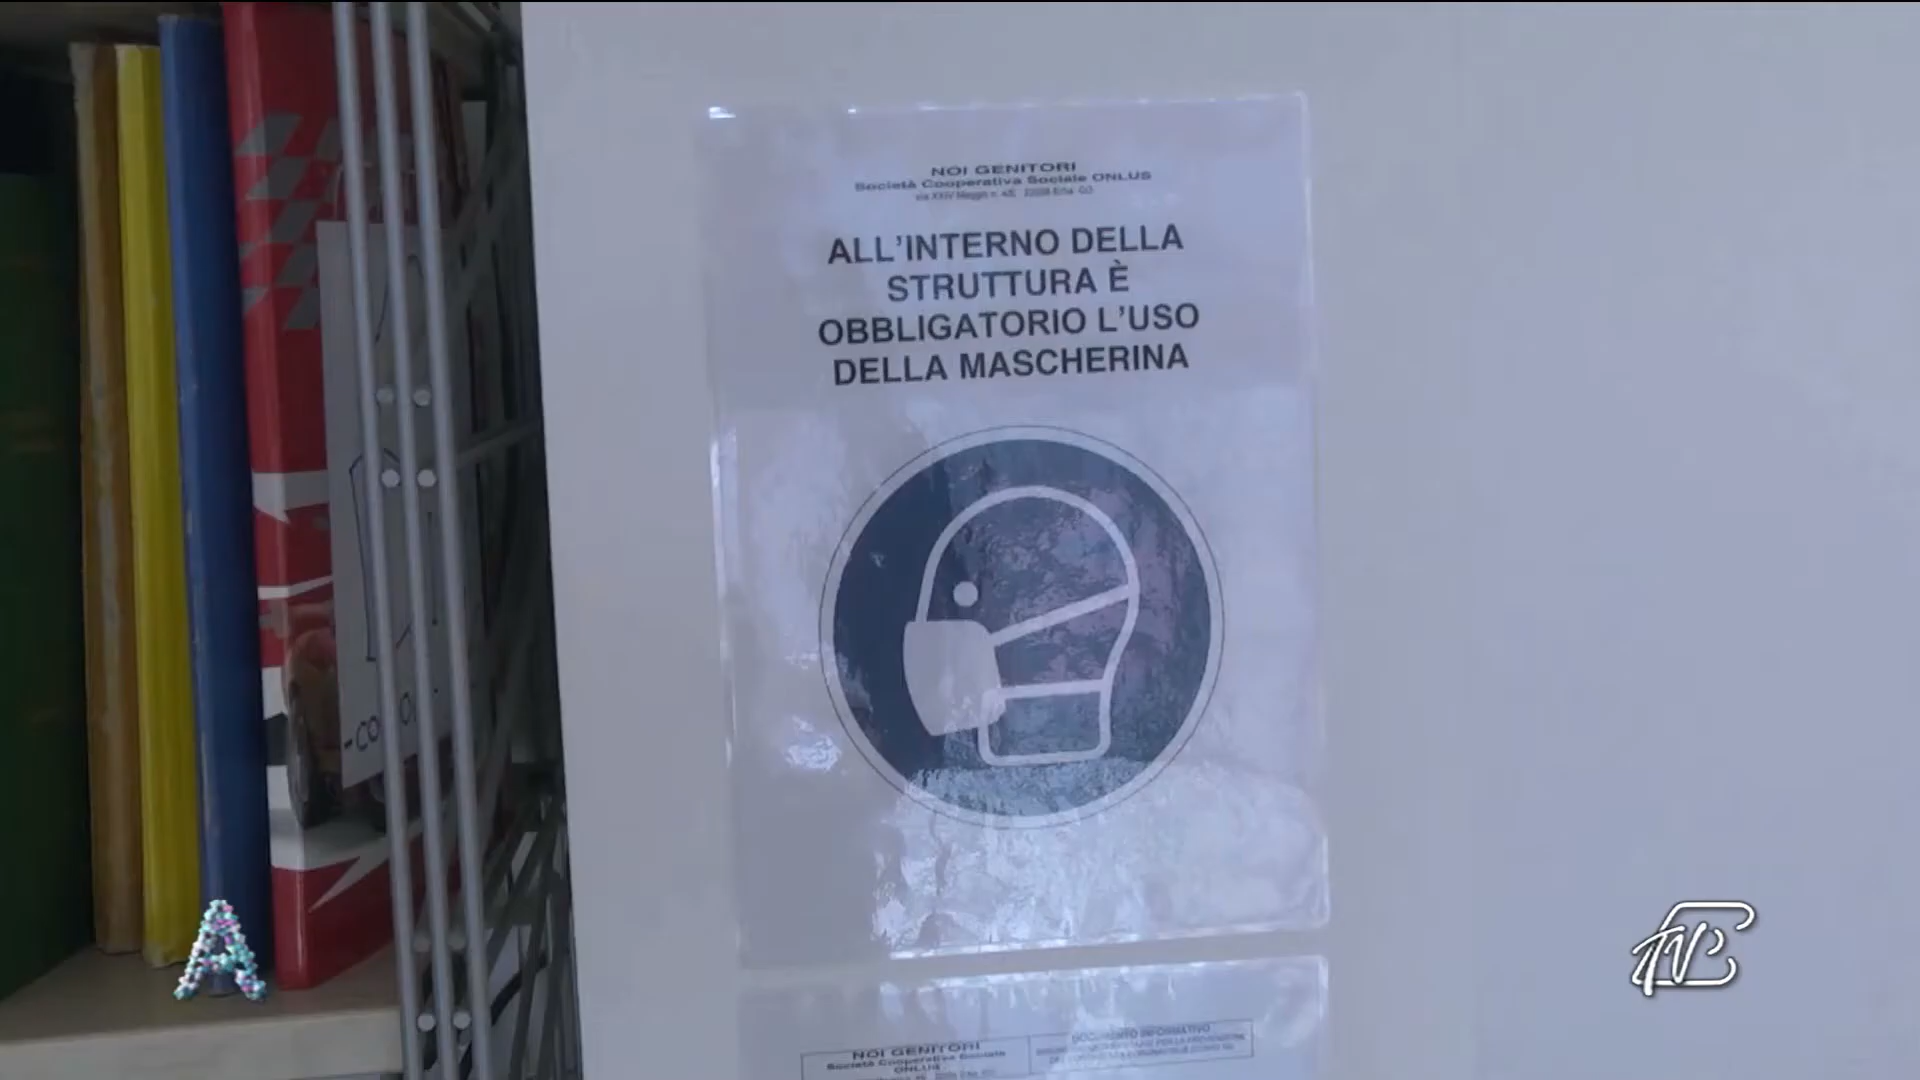 NOI GENITORI
Società Cooperativa Sociale ONLUS
ALL'INTERNO DELLA
STRUTTURA È
OBBLIGATORIO L'USO
DELLA MASCHERINA
A
NOI GENITORI
Società Cooperativa Sociale
ONLUS
DOCUMENTO INFORMATIVO